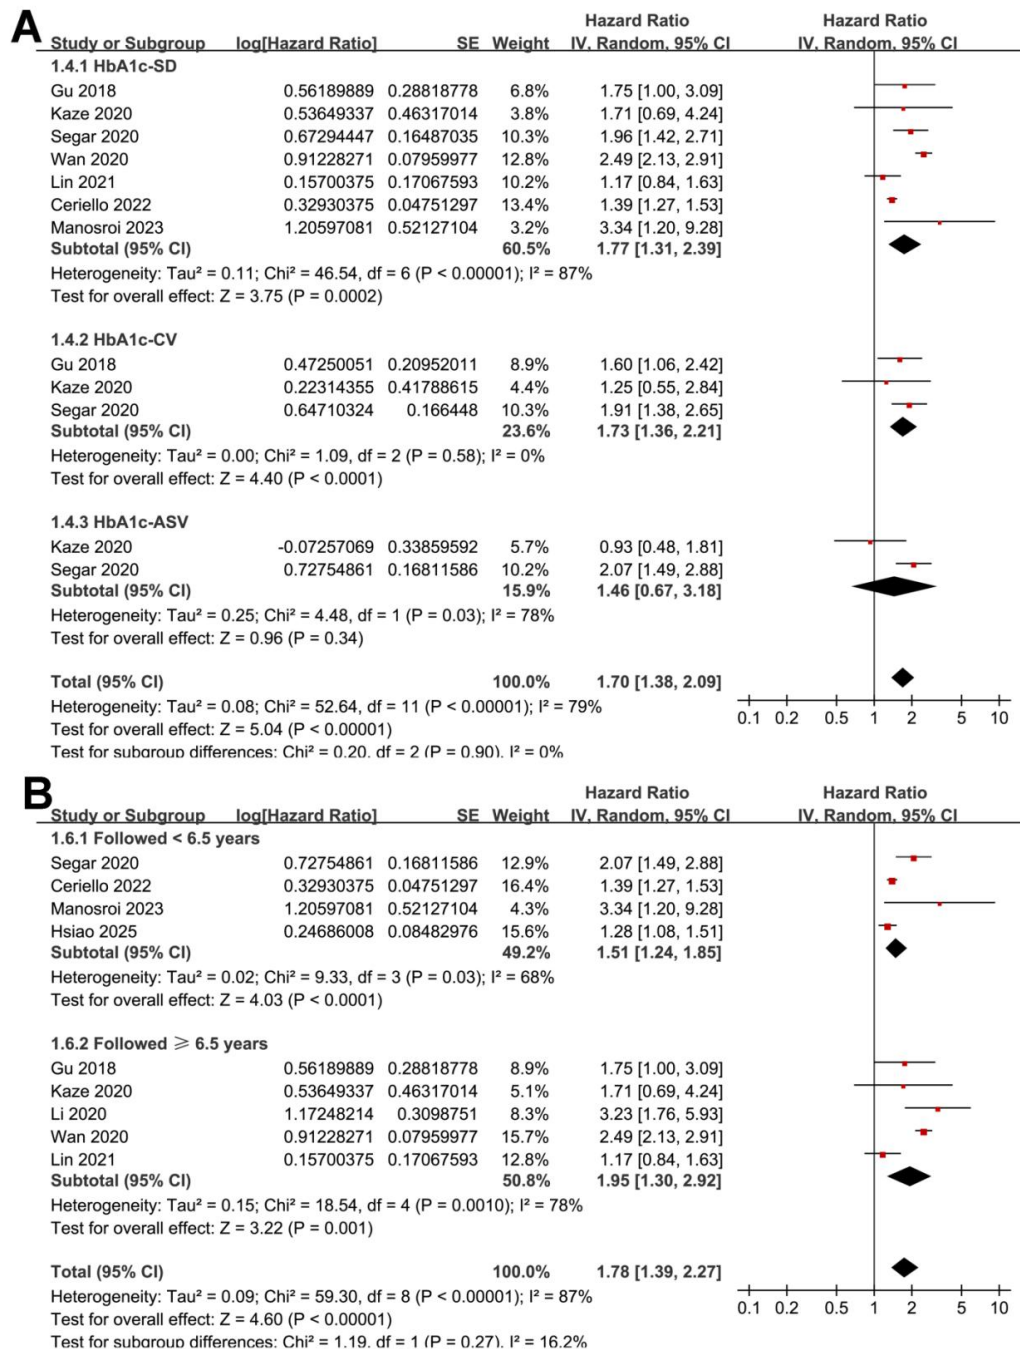 A
Hazard Ratio Hazard Ratio
Study or Subgroup log[Hazard Ratio] SE Weight IV, Random, 95% CI IV, Random, 95% CI
1.4.1 HbA1c-SD
Gu 2018 0.56189889 0.28818778 6.8% 1.75 [1.00, 3.09]
Kaze 2020 0.53649337 0.46317014 3.8% 1.71 [0.69, 4.24]
Segar 2020 0.67294447 0.16487035 10.3% 1.96 [1.42, 2.71]
Wan 2020 0.91228271 0.07959977 12.8% 2.49 [2.13, 2.91]
Lin 2021 0.15700375 0.17067593 10.2% 1.17 [0.84, 1.63]
Ceriello 2022 0.32930375 0.04751297 13.4% 1.39 [1.27, 1.53]
Manosroi 2023 1.20597081 0.52127104 3.2% 3.34 [1.20, 9.28]
Subtotal (95% CI) 60.5% 1.77 [1.31, 2.39]
Heterogeneity: Tau² = 0.11; Chi² = 46.54, df = 6 (P < 0.00001); I² = 87%
Test for overall effect: Z = 3.75 (P = 0.0002)
1.4.2 HbA1c-CV
Gu 2018 0.47250051 0.20952011 8.9% 1.60 [1.06, 2.42]
Kaze 2020 0.22314355 0.41788615 4.4% 1.25 [0.55, 2.84]
Segar 2020 0.64710324 0.166448 10.3% 1.91 [1.38, 2.65]
Subtotal (95% CI) 23.6% 1.73 [1.36, 2.21]
Heterogeneity: Tau² = 0.00; Chi² = 1.09, df = 2 (P = 0.58); I² = 0%
Test for overall effect: Z = 4.40 (P < 0.0001)
1.4.3 HbA1c-ASV
Kaze 2020 -0.07257069 0.33859592 5.7% 0.93 [0.48, 1.81]
Segar 2020 0.72754861 0.16811586 10.2% 2.07 [1.49, 2.88]
Subtotal (95% CI) 15.9% 1.46 [0.67, 3.18]
Heterogeneity: Tau² = 0.25; Chi² = 4.48, df = 1 (P = 0.03); I² = 78%
Test for overall effect: Z = 0.96 (P = 0.34)
Total (95% CI) 100.0% 1.70 [1.38, 2.09]
Heterogeneity: Tau² = 0.08; Chi² = 52.64, df = 11 (P < 0.00001); I² = 79%
Test for overall effect: Z = 5.04 (P < 0.00001)
Test for subgroup differences: Chi² = 0.20, df = 2 (P = 0.90), I² = 0%
0.1 0.2 0.5 1 2 5 10
B
Hazard Ratio Hazard Ratio
Study or Subgroup log[Hazard Ratio] SE Weight IV, Random, 95% CI IV, Random, 95% CI
1.6.1 Followed < 6.5 years
Segar 2020 0.72754861 0.16811586 12.9% 2.07 [1.49, 2.88]
Ceriello 2022 0.32930375 0.04751297 16.4% 1.39 [1.27, 1.53]
Manosroi 2023 1.20597081 0.52127104 4.3% 3.34 [1.20, 9.28]
Hsiao 2025 0.24686008 0.08482976 15.6% 1.28 [1.08, 1.51]
Subtotal (95% CI) 49.2% 1.51 [1.24, 1.85]
Heterogeneity: Tau² = 0.02; Chi² = 9.33, df = 3 (P = 0.03); I² = 68%
Test for overall effect: Z = 4.03 (P < 0.0001)
1.6.2 Followed ≥ 6.5 years
Gu 2018 0.56189889 0.28818778 8.9% 1.75 [1.00, 3.09]
Kaze 2020 0.53649337 0.46317014 5.1% 1.71 [0.69, 4.24]
Li 2020 1.17248214 0.3098751 8.3% 3.23 [1.76, 5.93]
Wan 2020 0.91228271 0.07959977 15.7% 2.49 [2.13, 2.91]
Lin 2021 0.15700375 0.17067593 12.8% 1.17 [0.84, 1.63]
Subtotal (95% CI) 50.8% 1.95 [1.30, 2.92]
Heterogeneity: Tau² = 0.15; Chi² = 18.54, df = 4 (P = 0.0010); I² = 78%
Test for overall effect: Z = 3.22 (P = 0.001)
Total (95% CI) 100.0% 1.78 [1.39, 2.27]
Heterogeneity: Tau² = 0.09; Chi² = 59.30, df = 8 (P < 0.00001); I² = 87%
Test for overall effect: Z = 4.60 (P < 0.00001)
Test for subgroup differences: Chi² = 1.19, df = 1 (P = 0.27), I² = 16.2%
0.1 0.2 0.5 1 2 5 10